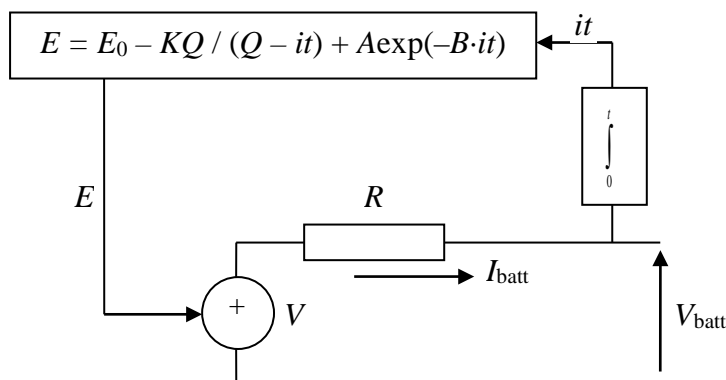 E = E0 – KQ / (Q – it) + Aexp(–B·it)
it
t
∫
0
E
R
Ibatt
+
V
Vbatt